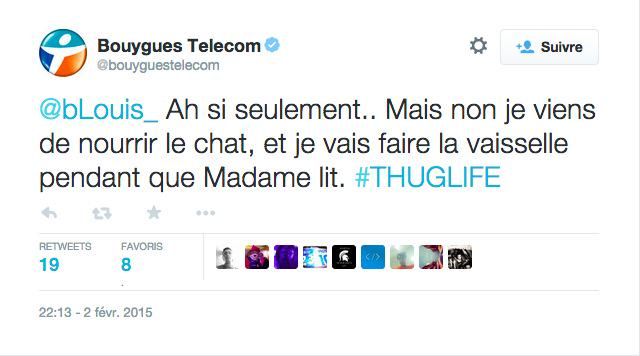 Bouygues Telecom
@bouyguestelecom
Suivre
@bLouis_ Ah si seulement.. Mais non je viens
de nourrir le chat, et je vais faire la vaisselle
pendant que Madame lit. #THUGLIFE
RETWEETS FAVORIS
19 8
22:13 - 2 févr. 2015